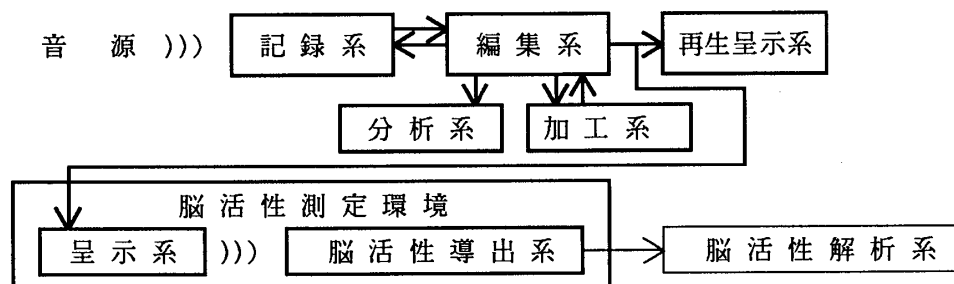 音 源 ))) 記 録 系 編 集 系 再生呈示系
分 析 系 加 工 系
脳 活 性 測 定 環 境
呈 示 系 ))) 脳 活 性 導 出 系 脳 活 性 解 析 系